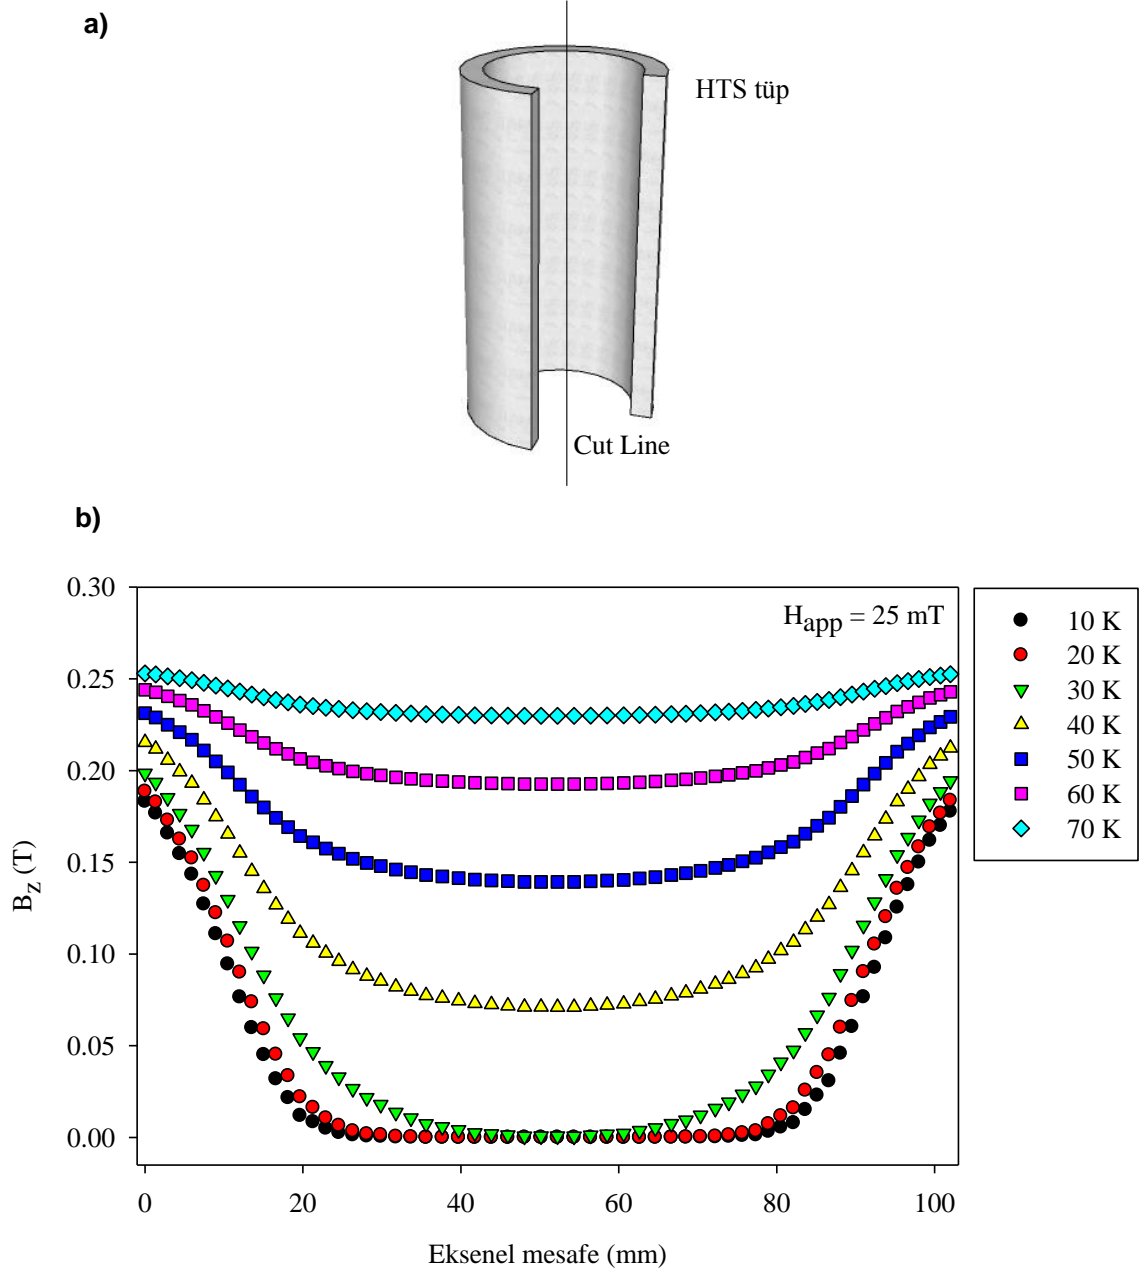 a)
HTS tüp
Cut Line
b)
0.30
0.25
0.20
0.15
0.10
0.05
0.00
B_Z (T)
H_app = 25 mT
10 K
20 K
30 K
40 K
50 K
60 K
70 K
0 20 40 60 80 100
Eksenel mesafe (mm)